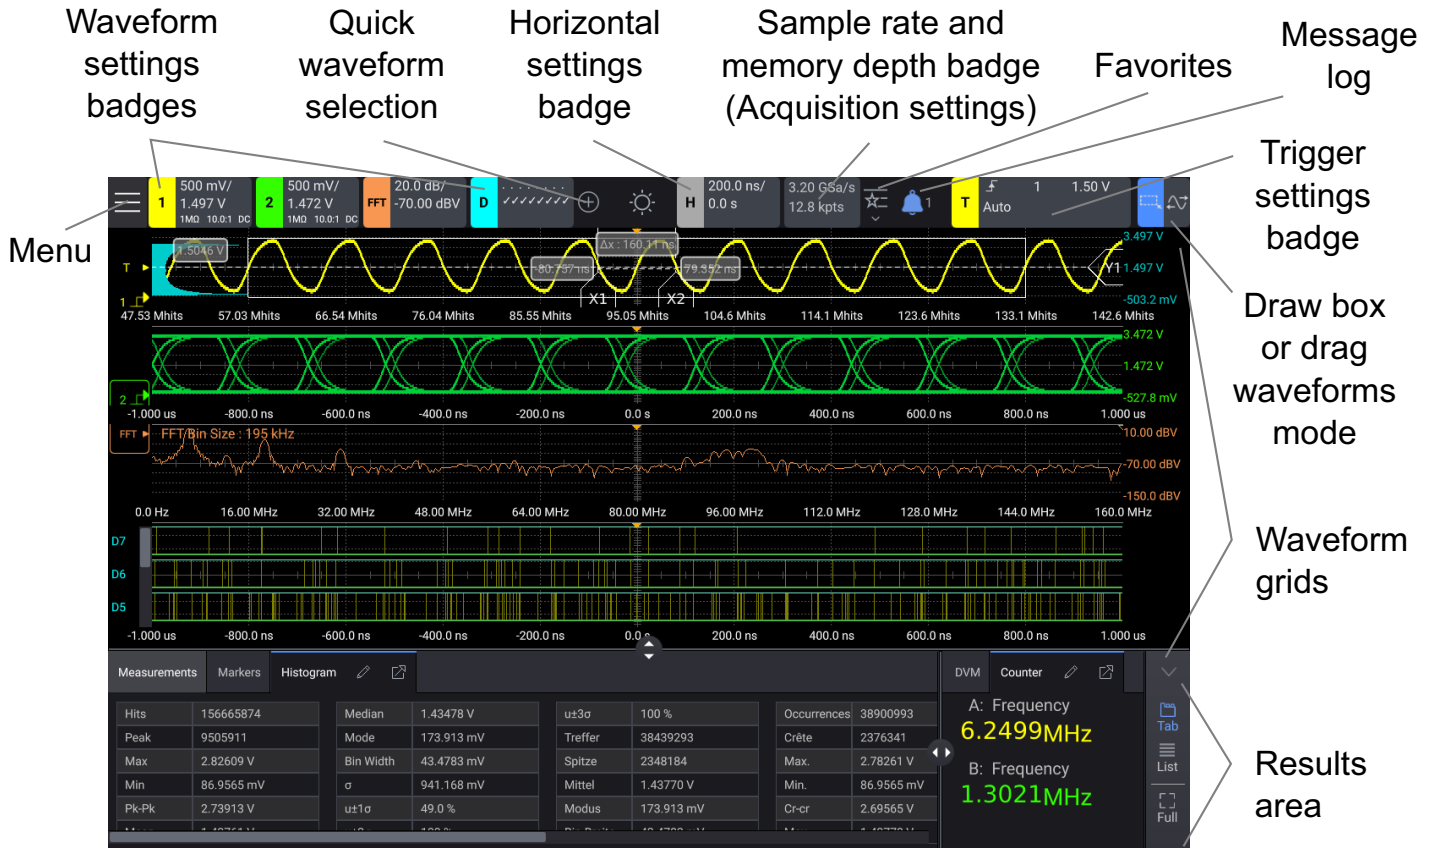 Waveform
settings
badges
Quick
waveform
selection
Horizontal
settings
badge
Sample rate and
memory depth badge
(Acquisition settings)
Favorites
Message
log
Trigger
settings
badge
Menu
Draw box
or drag
waveforms
mode
Waveform
grids
Results
area
1 500 mV/
1.497 V
1MΩ 10.0:1 DC
2 500 mV/
1.472 V
1MΩ 10.0:1 DC
FFT 20.0 dB/
-70.00 dBV
D
H 200.0 ns/
0.0 s
3.20 GSa/s
12.8 kpts
1
T 1 1.50 V
Auto
1.5046 V
Δx : 160.11 ns
-80.757 ns
79.352 ns
X1 X2
Y1
T
1
3.497 V
1.497 V
-503.2 mV
47.53 Mhits 57.03 Mhits 66.54 Mhits 76.04 Mhits 85.55 Mhits 95.05 Mhits 104.6 Mhits 114.1 Mhits 123.6 Mhits 133.1 Mhits 142.6 Mhits
3.472 V
1.472 V
-527.8 mV
2
-1.000 us -800.0 ns -600.0 ns -400.0 ns -200.0 ns 0.0 s 200.0 ns 400.0 ns 600.0 ns 800.0 ns 1.000 us
FFT FFT Bin Size : 195 kHz
10.00 dBV
-70.00 dBV
-150.0 dBV
0.0 Hz 16.00 MHz 32.00 MHz 48.00 MHz 64.00 MHz 80.00 MHz 96.00 MHz 112.0 MHz 128.0 MHz 144.0 MHz 160.0 MHz
D7
D6
D5
-1.000 us -800.0 ns -600.0 ns -400.0 ns -200.0 ns 200.0 ns 400.0 ns 600.0 ns 800.0 ns 1.000 us
Measurements Markers Histogram
Hits 156665874 Median 1.43478 V u±3σ 100 % Occurrences 38900993
Peak 9505911 Mode 173.913 mV Treffer 38439293 Crête 2376341
Max 2.82609 V Bin Width 43.4783 mV Spitze 2348184 Max. 2.78261 V
Min 86.9565 mV σ 941.168 mV Mittel 1.43770 V Min. 86.9565 mV
Pk-Pk 2.73913 V u±1σ 49.0 % Modus 173.913 mV Cr-cr 2.69565 V
DVM Counter
A: Frequency
6.2499MHz
B: Frequency
1.3021MHz
Tab
List
Full